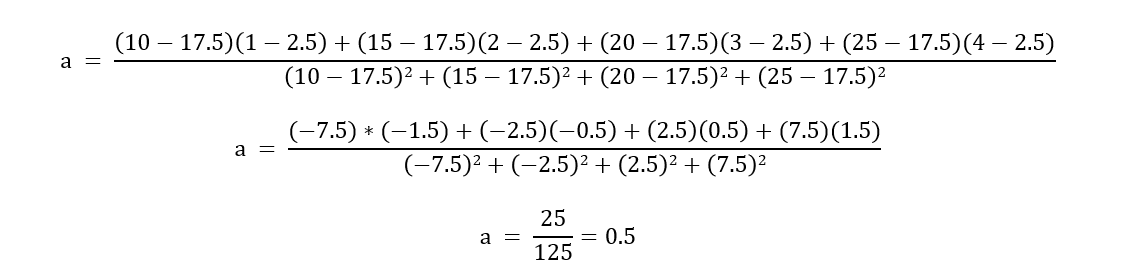 a = \frac{(10 − 17.5)(1 − 2.5) + (15 − 17.5)(2 − 2.5) + (20 − 17.5)(3 − 2.5) + (25 − 17.5)(4 − 2.5)}{(10 − 17.5)² + (15 − 17.5)² + (20 − 17.5)² + (25 − 17.5)²}
a = \frac{(−7.5) ∗ (−1.5) + (−2.5)(−0.5) + (2.5)(0.5) + (7.5)(1.5)}{(−7.5)² + (−2.5)² + (2.5)² + (7.5)²}
a = \frac{25}{125} = 0.5